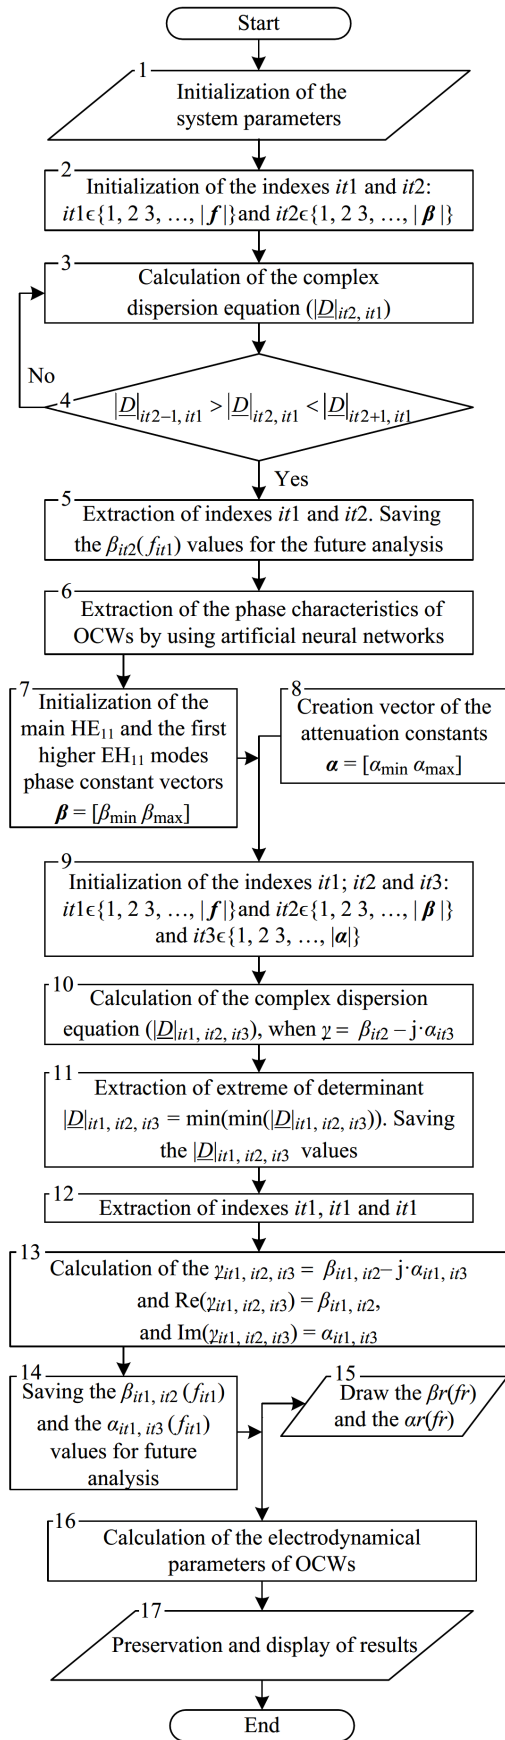 Start
1
Initialization of the
system parameters
2
Initialization of the indexes it1 and it2:
it1ϵ{1, 2 3, …, |f|}and it2ϵ{1, 2 3, …, |β|}
3
Calculation of the complex
dispersion equation (|D|it2, it1)
No
4
|D|it2−1, it1 > |D|it2, it1 < |D|it2+1, it1
Yes
5
Extraction of indexes it1 and it2. Saving
the βit2(fit1) values for the future analysis
6
Extraction of the phase characteristics of
OCWs by using artificial neural networks
7
Initialization of the
main HE11 and the first
higher EH11 modes
phase constant vectors
β = [βmin βmax]
8
Creation vector of the
attenuation constants
α = [αmin αmax]
9
Initialization of the indexes it1; it2 and it3:
it1ϵ{1, 2 3, …, |f|}and it2ϵ{1, 2 3, …, |β|}
and it3ϵ{1, 2 3, …, |α|}
10
Calculation of the complex dispersion
equation (|D|it1, it2, it3), when γ = βit2 – j·αit3
11
Extraction of extreme of determinant
|D|it1, it2, it3 = min(min(|D|it1, it2, it3)). Saving
the |D|it1, it2, it3 values
12
Extraction of indexes it1, it1 and it1
13
Calculation of the γit1, it2, it3 = βit1, it2– j·αit1, it3
and Re(γit1, it2, it3) = βit1, it2,
and Im(γit1, it2, it3) = αit1, it3
14
Saving the βit1, it2 (fit1)
and the αit1, it3 (fit1)
values for future
analysis
15
Draw the βr(fr)
and the αr(fr)
16
Calculation of the electrodynamical
parameters of OCWs
17
Preservation and display of results
End